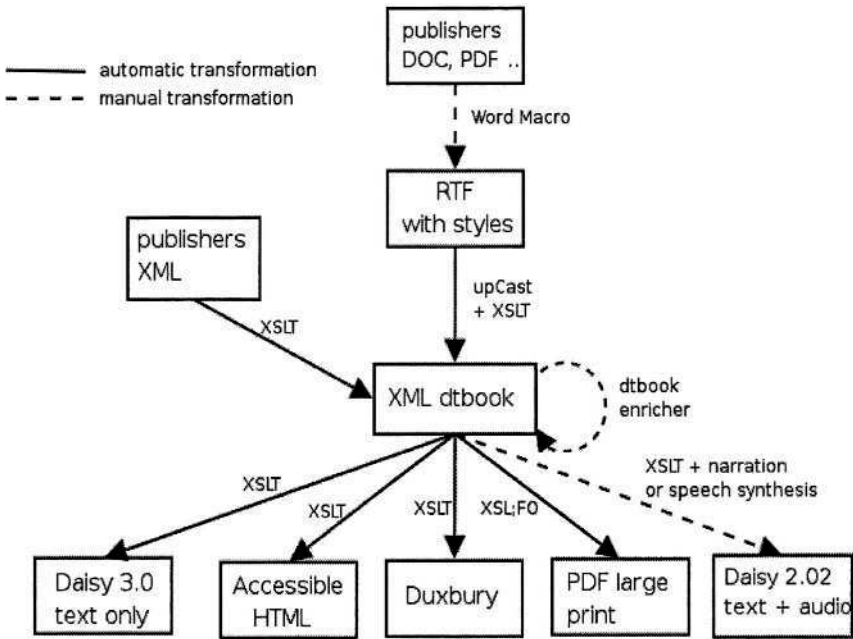 publishers
DOC, PDF ..
automatic transformation
manual transformation
Word Macro
RTF
with styles
publishers
XML
upCast
+ XSLT
XSLT
XML dtbook
dtbook
enricher
XSLT + narration
or speech synthesis
XSLT
XSLT
XSLT
XSL;FO
Daisy 3.0
text only
Accessible
HTML
Duxbury
PDF large
print
Daisy 2.02
text + audio